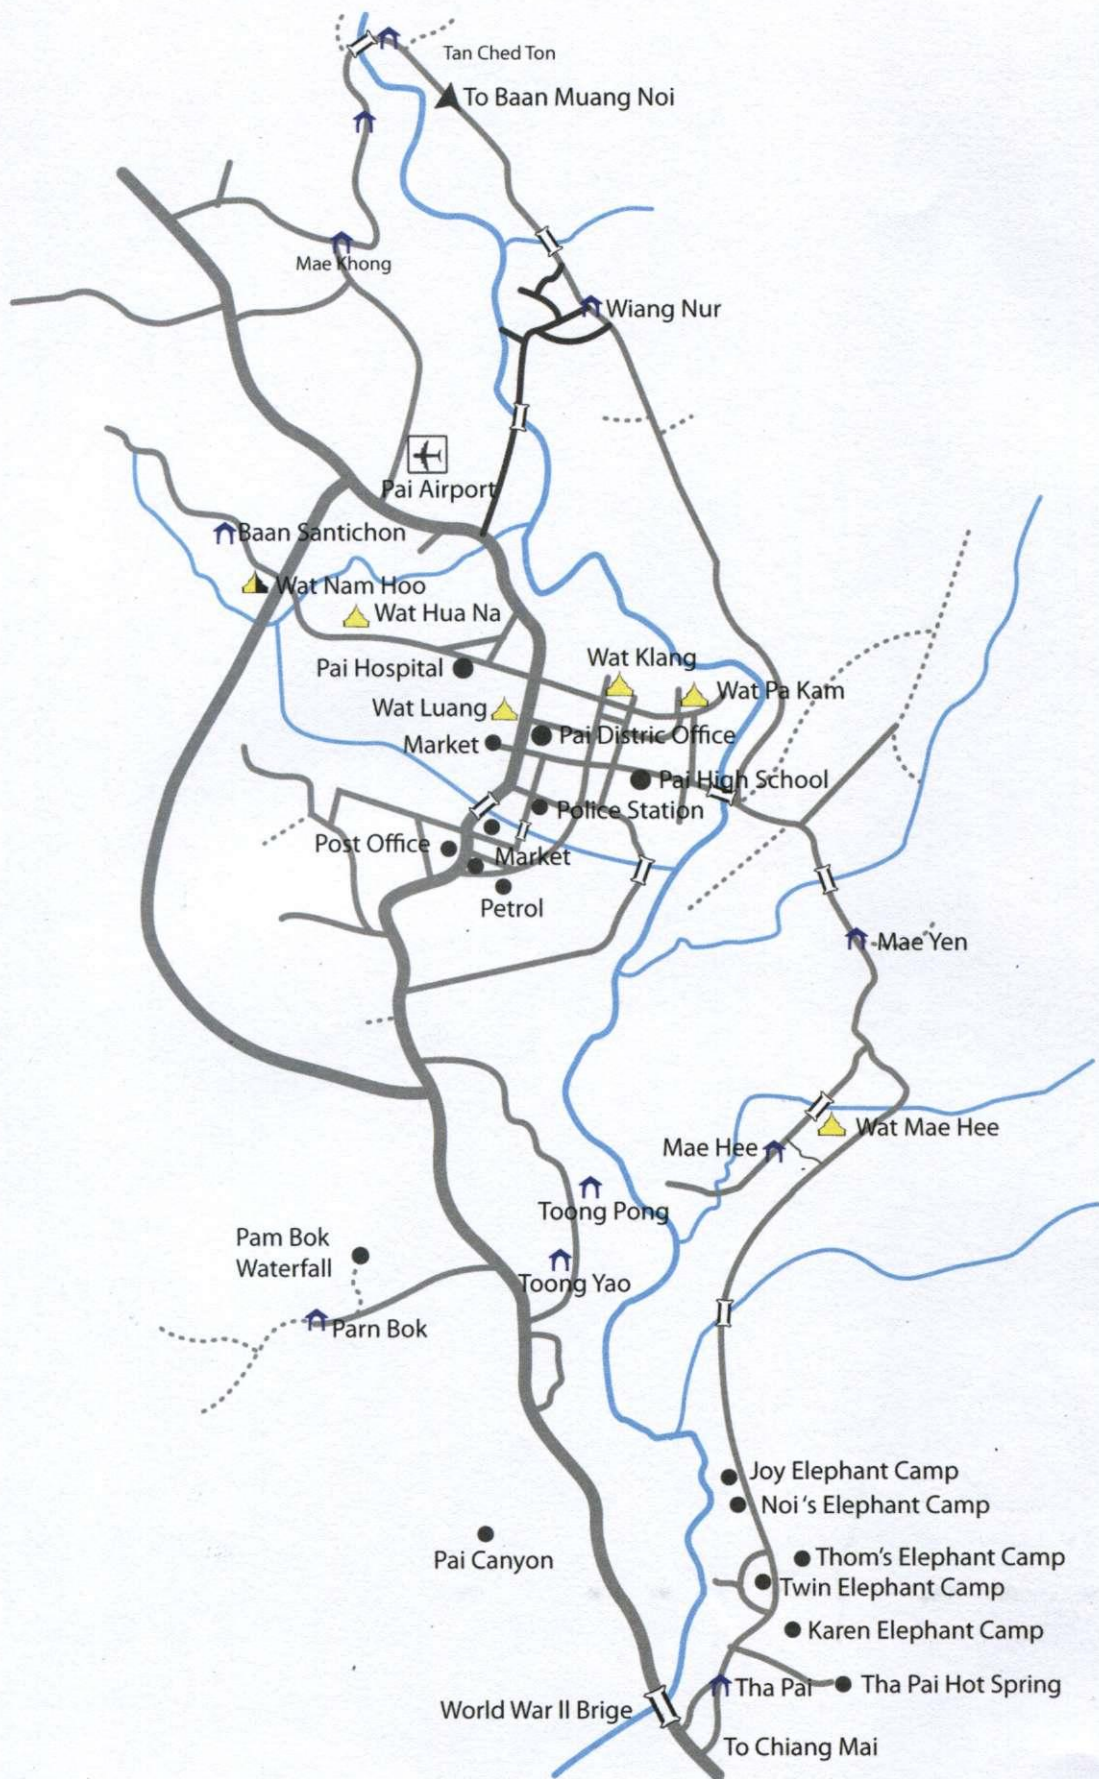 Tan Ched Ton
To Baan Muang Noi
Mae Khong
Wiang Nur
Pai Airport
Baan Santichon
Wat Nam Hoo
Wat Hua Na
Wat Klang
Pai Hospital
Wat Pa Kam
Wat Luang
Pai Distric Office
Market
Pai High School
Police Station
Post Office
Market
Petrol
Mae Yen
Wat Mae Hee
Mae Hee
Toong Pong
Pam Bok
Waterfall
Toong Yao
Parn Bok
Joy Elephant Camp
Noi's Elephant Camp
Pai Canyon
Thom's Elephant Camp
Twin Elephant Camp
Karen Elephant Camp
Tha Pai
Tha Pai Hot Spring
World War II Brige
To Chiang Mai